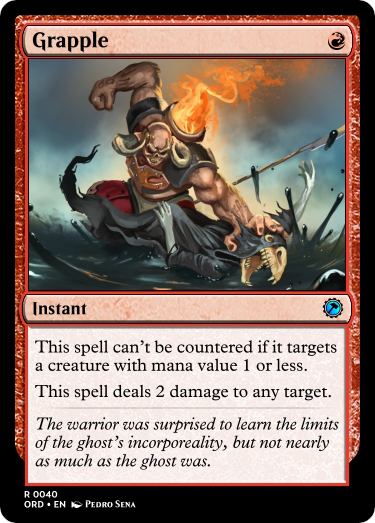 Grapple
Instant
This spell can't be countered if it targets
a creature with mana value 1 or less.
This spell deals 2 damage to any target.
The warrior was surprised to learn the limits
of the ghost's incorporeality, but not nearly
as much as the ghost was.
R 0040
ORD • EN Pedro Sena